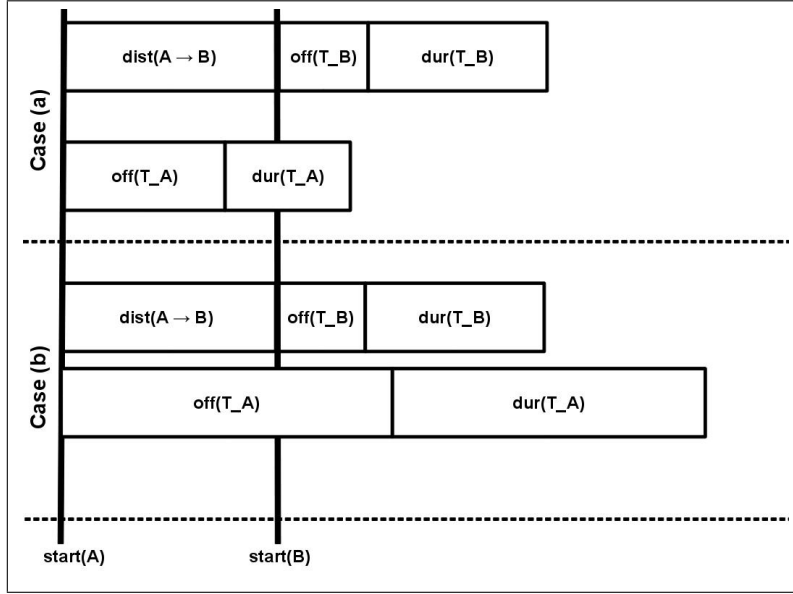 Case (a)
dist(A → B)
off(T_B)
dur(T_B)
off(T_A)
dur(T_A)
Case (b)
dist(A → B)
off(T_B)
dur(T_B)
off(T_A)
dur(T_A)
start(A)
start(B)